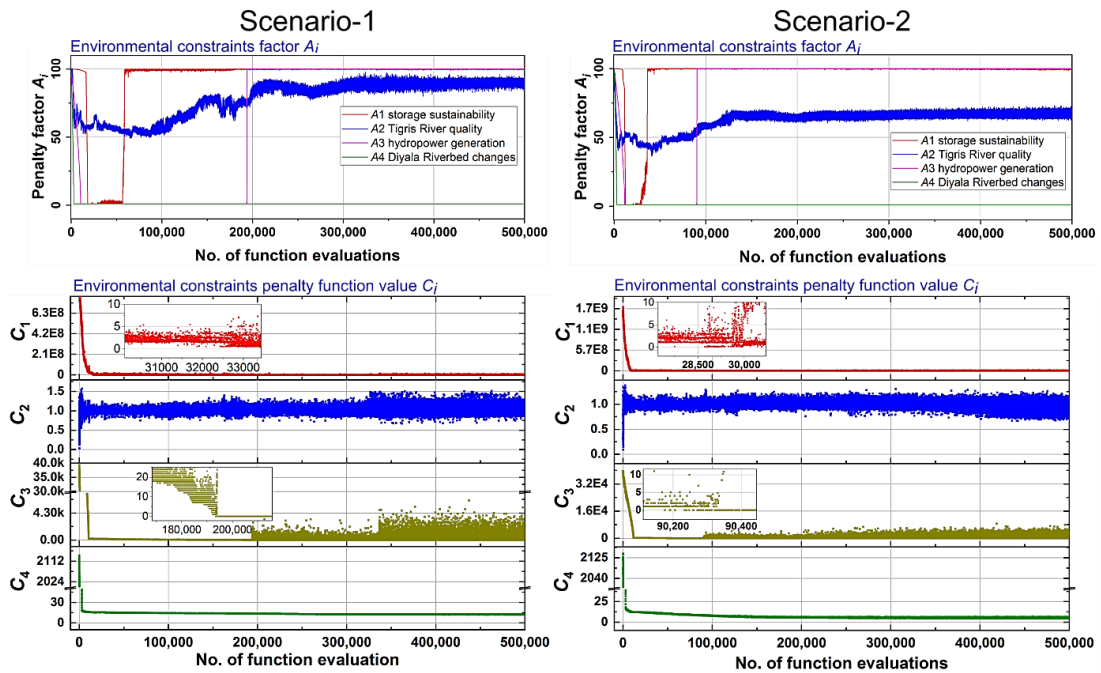 Scenario-1
Environmental constraints factor Ai
Penalty factor Ai
100
50
0
A1 storage sustainability
A2 Tigris River quality
A3 hydropower generation
A4 Diyala Riverbed changes
0 100,000 200,000 300,000 400,000 500,000
No. of function evaluations
Environmental constraints penalty function value Ci
C1
6.3E8
4.2E8
2.1E8
0
10
5
0
31000 32000 33000
C2
1.5
1.0
0.5
0.0
C3
40.0k
30.0k
4.30k
0.00
20
10
0
180,000 200,000
C4
2112
2024
30
0
0 100,000 200,000 300,000 400,000 500,000
No. of function evaluation
Scenario-2
Environmental constraints factor Ai
Penalty factor Ai
100
50
0
A1 storage sustainability
A2 Tigris River quality
A3 hydropower generation
A4 Diyala Riverbed changes
0 100,000 200,000 300,000 400,000 500,000
No. of function evaluations
Environmental constraints penalty function value Ci
C1
1.7E9
1.1E9
5.7E8
0
10
5
0
28,500 30,000
C2
1.0
0.5
0.0
C3
3.2E4
1.6E4
0
10
5
0
90,200 90,400
C4
2125
2040
25
0
0 100,000 200,000 300,000 400,000 500,000
No. of function evaluations